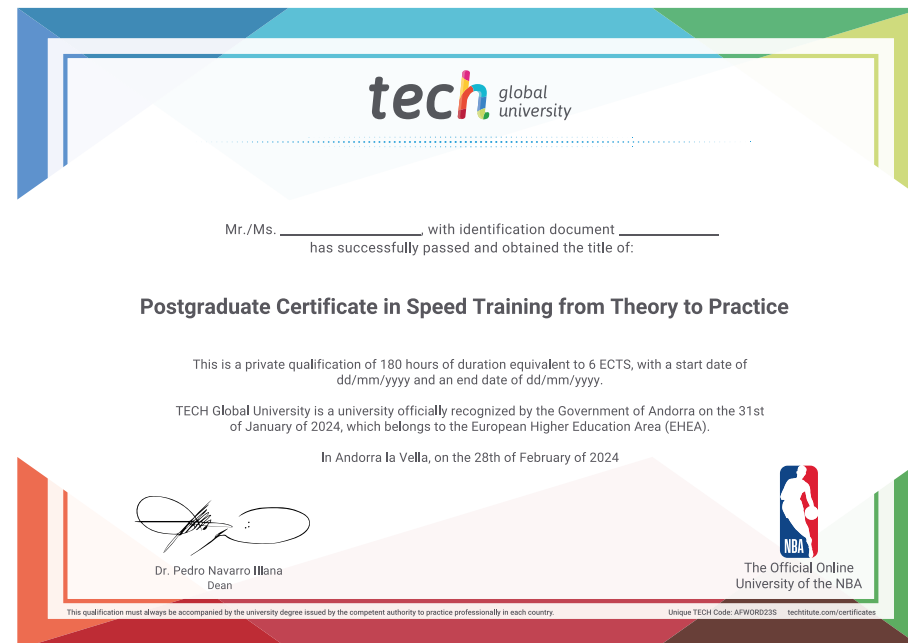 tech global
university
Mr./Ms. ____________________, with identification document ______________
has successfully passed and obtained the title of:
Postgraduate Certificate in Speed Training from Theory to Practice
This is a private qualification of 180 hours of duration equivalent to 6 ECTS, with a start date of
dd/mm/yyyy and an end date of dd/mm/yyyy.
TECH Global University is a university officially recognized by the Government of Andorra on the 31st
of January of 2024, which belongs to the European Higher Education Area (EHEA).
In Andorra la Vella, on the 28th of February of 2024
Dr. Pedro Navarro Illana
Dean
NBA
The Official Online
University of the NBA
This qualification must always be accompanied by the university degree issued by the competent authority to practice professionally in each country.
Unique TECH Code: AFWORD23S techtitute.com/certificates